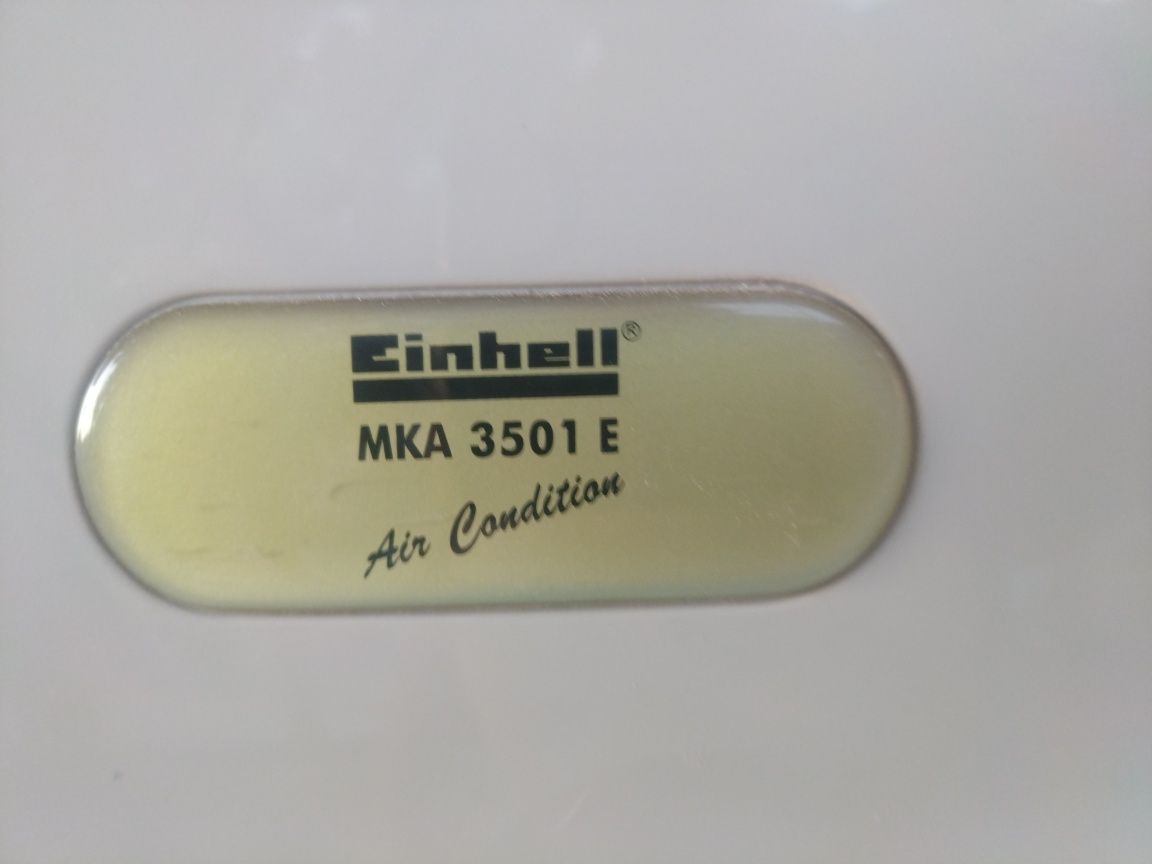 Einhell®
MKA 3501 E
Air Condition